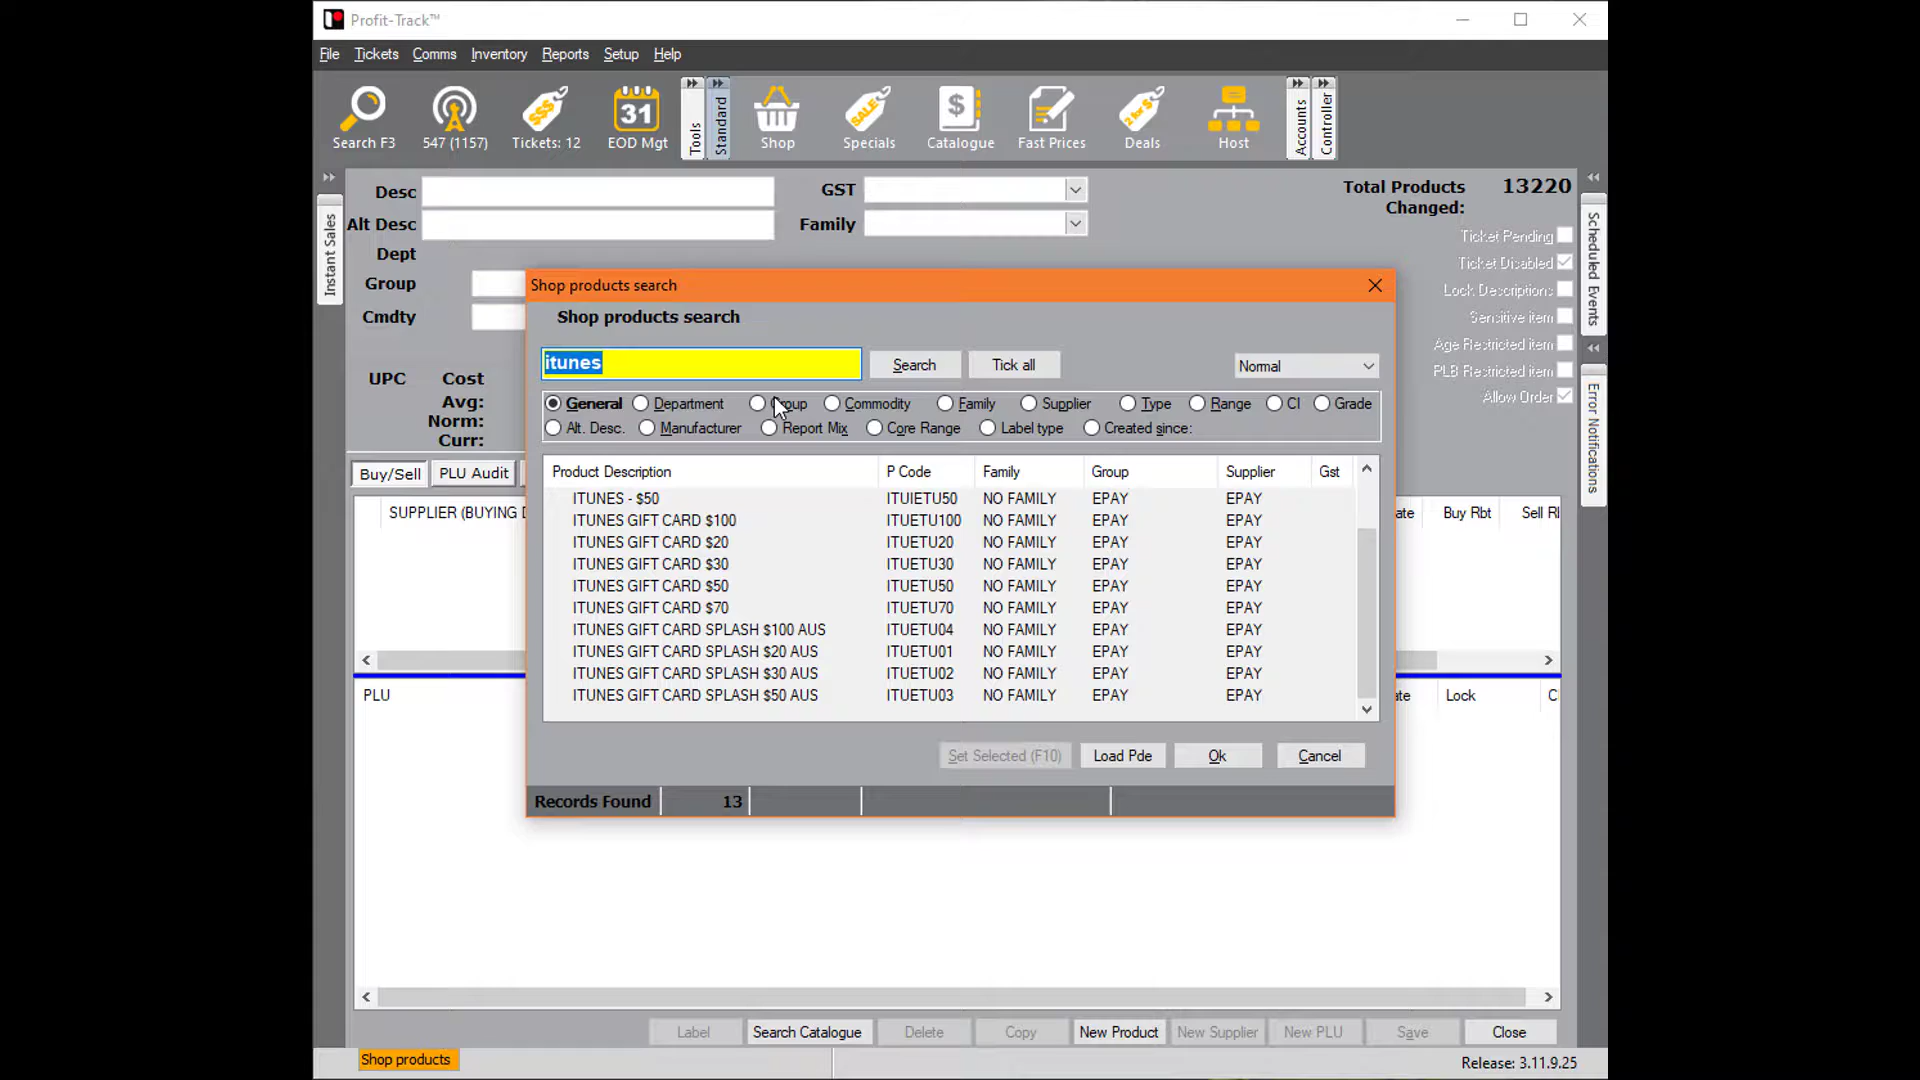 Profit-Track™
File Tickets Comms Inventory Reports Setup Help
31
$$$
SALE
$
2 for $
Search F3 547 (1157) Tickets: 12 EOD Mgt Tools Standard Shop Specials Catalogue Fast Prices Deals Host Accounts Controller
Desc GST Total Products 13220
Changed:
Alt Desc Family
Ticket Pending
Dept
Ticket Disabled
Group
Lock Descriptions
Cmdty
Sensitive item
Age Restricted item
PLB Restricted item
Allow Order
Instant Sales
Scheduled Events
Error Notifications
UPC Cost
Avg:
Norm:
Curr:
Buy/Sell PLU Audit
SUPPLIER (BUYING D ate Buy Rbt Sell Rl
PLU ate Lock C
Shop products search
Shop products search
itunes Search Tick all Normal
General Department Group Commodity Family Supplier Type Range CI Grade
Alt. Desc. Manufacturer Report Mix Core Range Label type Created since:
Product Description P Code Family Group Supplier Gst
ITUNES - $50 ITUIETU50 NO FAMILY EPAY EPAY
ITUNES GIFT CARD $100 ITUETU100 NO FAMILY EPAY EPAY
ITUNES GIFT CARD $20 ITUETU20 NO FAMILY EPAY EPAY
ITUNES GIFT CARD $30 ITUETU30 NO FAMILY EPAY EPAY
ITUNES GIFT CARD $50 ITUETU50 NO FAMILY EPAY EPAY
ITUNES GIFT CARD $70 ITUETU70 NO FAMILY EPAY EPAY
ITUNES GIFT CARD SPLASH $100 AUS ITUETU04 NO FAMILY EPAY EPAY
ITUNES GIFT CARD SPLASH $20 AUS ITUETU01 NO FAMILY EPAY EPAY
ITUNES GIFT CARD SPLASH $30 AUS ITUETU02 NO FAMILY EPAY EPAY
ITUNES GIFT CARD SPLASH $50 AUS ITUETU03 NO FAMILY EPAY EPAY
Set Selected (F10) Load Pde Ok Cancel
Records Found 13
Label Search Catalogue Delete Copy New Product New Supplier New PLU Save Close
Shop products Release: 3.11.9.25